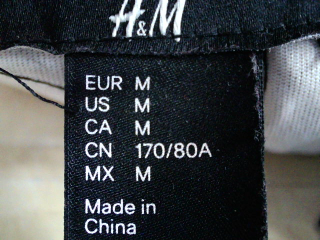 H&M
EUR M
US M
CA M
CN 170/80A
MX M
Made in
China